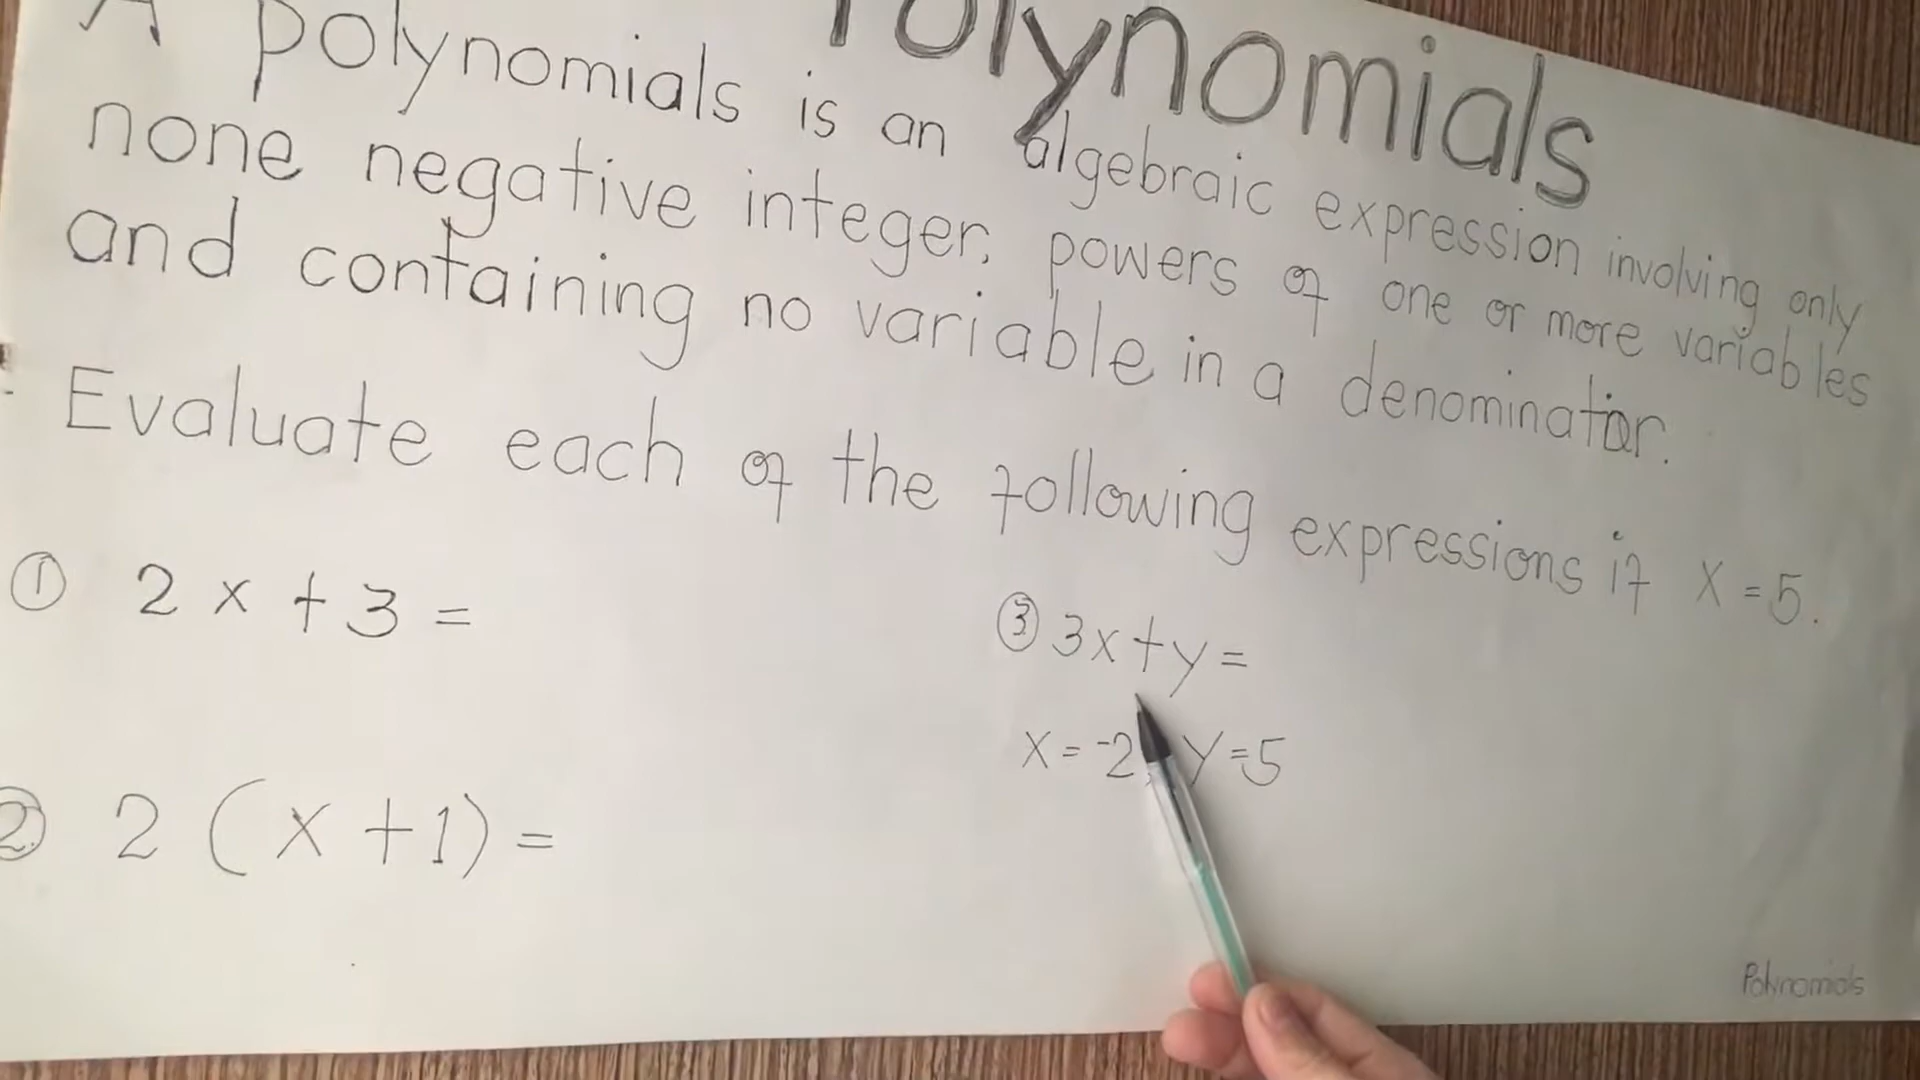 Polynomials
A polynomials is an algebraic expression involving only
none negative integer, powers of one or more variables
and containing no variable in a denominator.
Evaluate each of the following expressions if x = 5.
① 2x + 3 =
② 2 (x + 1) =
③ 3x + y =
x = -2, y = 5
Polynomials